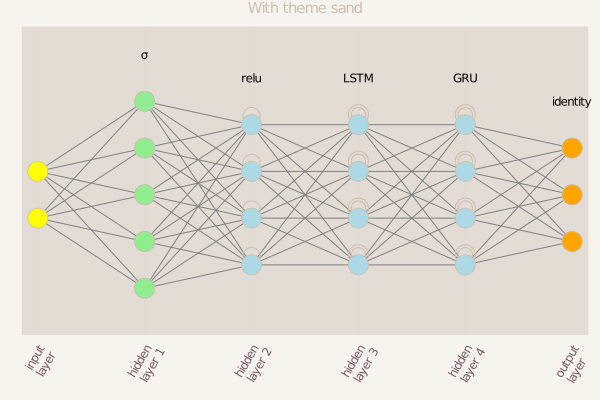 With theme sand
σ
relu
LSTM
GRU
identity
input
layer
hidden
layer 1
hidden
layer 2
hidden
layer 3
hidden
layer 4
output
layer